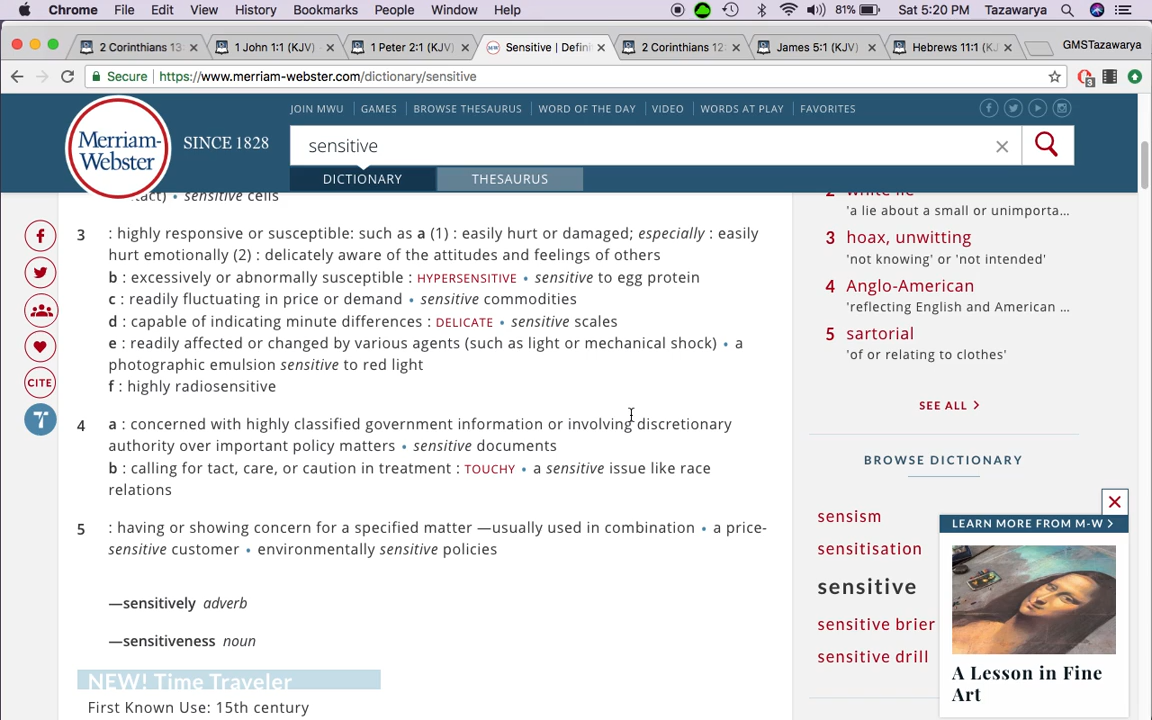 Chrome File Edit View History Bookmarks People Window Help 81% Sat 5:20 PM Tazawarya
2 Corinthians 13 1 John 1:1 (KJV) 1 Peter 2:1 (KJV) Sensitive | Defini 2 Corinthians 12 James 5:1 (KJV) Hebrews 11:1 (KJ GMSTazawarya
Secure https://www.merriam-webster.com/dictionary/sensitive 3
JOIN MWU GAMES BROWSE THESAURUS WORD OF THE DAY VIDEO WORDS AT PLAY FAVORITES
Merriam-
Webster
SINCE 1828
sensitive
DICTIONARY THESAURUS
sensitive cells
3 : highly responsive or susceptible: such as a (1) : easily hurt or damaged; especially : easily
hurt emotionally (2) : delicately aware of the attitudes and feelings of others
b : excessively or abnormally susceptible : HYPERSENSITIVE • sensitive to egg protein
c : readily fluctuating in price or demand • sensitive commodities
d : capable of indicating minute differences : DELICATE • sensitive scales
e : readily affected or changed by various agents (such as light or mechanical shock) • a
photographic emulsion sensitive to red light
f : highly radiosensitive
4 a : concerned with highly classified government information or involving discretionary
authority over important policy matters • sensitive documents
b : calling for tact, care, or caution in treatment : TOUCHY • a sensitive issue like race
relations
5 : having or showing concern for a specified matter —usually used in combination • a price-
sensitive customer • environmentally sensitive policies
—sensitively adverb
—sensitiveness noun
NEW! Time Traveler
First Known Use: 15th century
CITE
2 white lie
'a lie about a small or unimporta...
3 hoax, unwitting
'not knowing' or 'not intended'
4 Anglo-American
'reflecting English and American ...
5 sartorial
'of or relating to clothes'
SEE ALL >
BROWSE DICTIONARY
sensism
sensitisation
sensitive
sensitive brier
sensitive drill
LEARN MORE FROM M-W >
A Lesson in Fine
Art